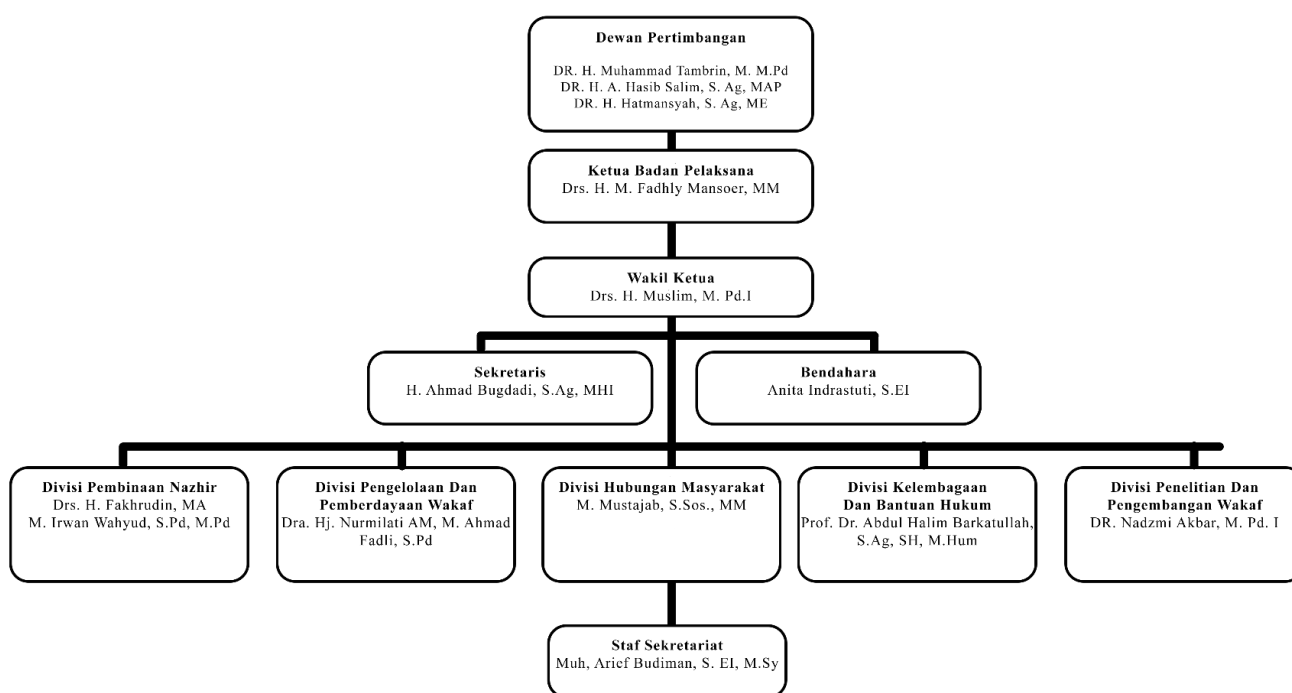 Dewan Pertimbangan
DR. H. Muhammad Tambrin, M. M.Pd
DR. H. A. Hasib Salim, S. Ag, MAP
DR. H. Hatmansyah, S. Ag, ME
Ketua Badan Pelaksana
Drs. H. M. Fadhly Mansoer, MM
Wakil Ketua
Drs. H. Muslim, M. Pd.I
Sekretaris
H. Ahmad Bugdadi, S.Ag, MHI
Bendahara
Anita Indrastuti, S.EI
Divisi Pembinaan Nazhir
Drs. H. Fakhrudin, MA
M. Irwan Wahyud, S.Pd, M.Pd
Divisi Pengelolaan Dan
Pemberdayaan Wakaf
Dra. Hj. Nurmilati AM, M. Ahmad
Fadli, S.Pd
Divisi Hubungan Masyarakat
M. Mustajab, S.Sos., MM
Divisi Kelembagaan
Dan Bantuan Hukum
Prof. Dr. Abdul Halim Barkatullah,
S.Ag, SH, M.Hum
Divisi Penelitian Dan
Pengembangan Wakaf
DR. Nadzmi Akbar, M. Pd. I
Staf Sekretariat
Muh, Arief Budiman, S. EI, M.Sy